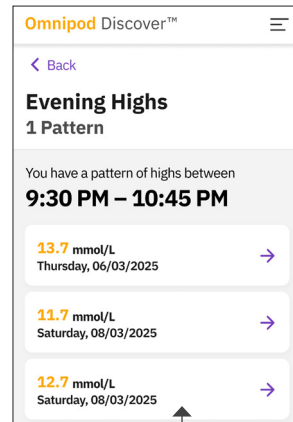 Omnipod Discover™
Back
Evening Highs
1 Pattern
You have a pattern of highs between
9:30 PM – 10:45 PM
13.7 mmol/L
Thursday, 06/03/2025
11.7 mmol/L
Saturday, 08/03/2025
12.7 mmol/L
Saturday, 08/03/2025